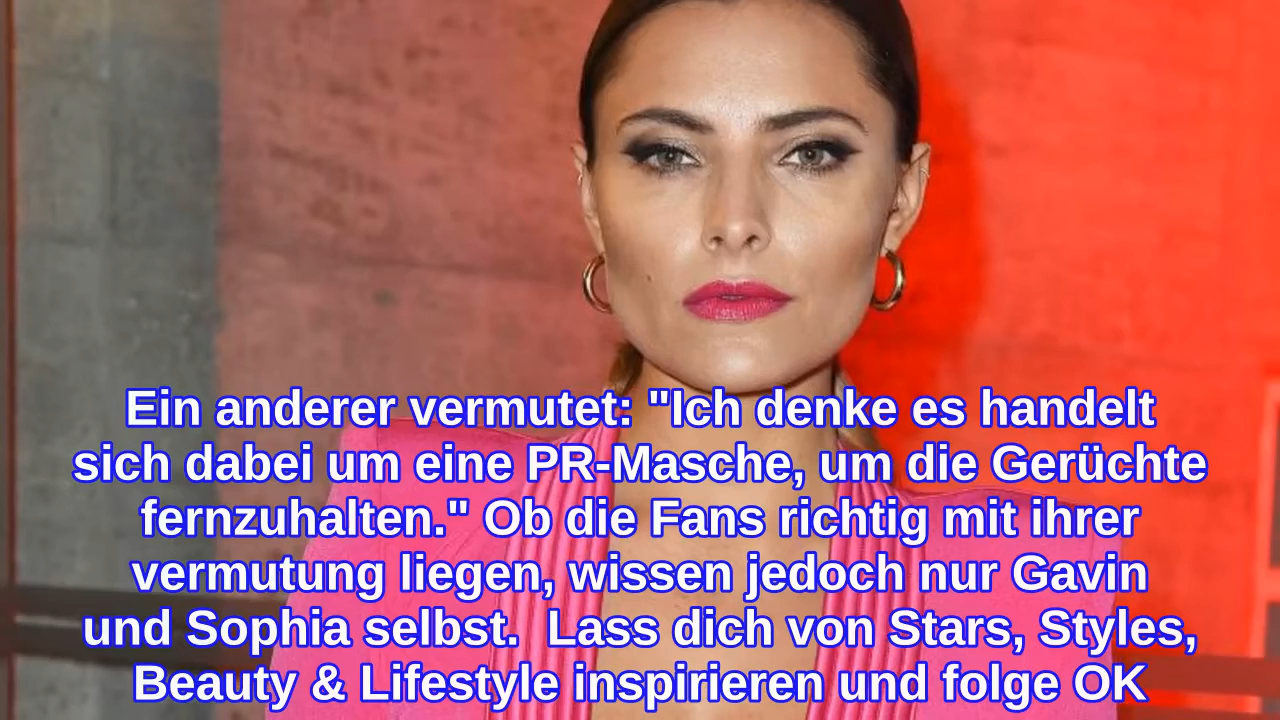 Ein anderer vermutet: "Ich denke es handelt
sich dabei um eine PR-Masche, um die Gerüchte
fernzuhalten." Ob die Fans richtig mit ihrer
vermutung liegen, wissen jedoch nur Gavin
und Sophia selbst.  Lass dich von Stars, Styles,
Beauty & Lifestyle inspirieren und folge OK